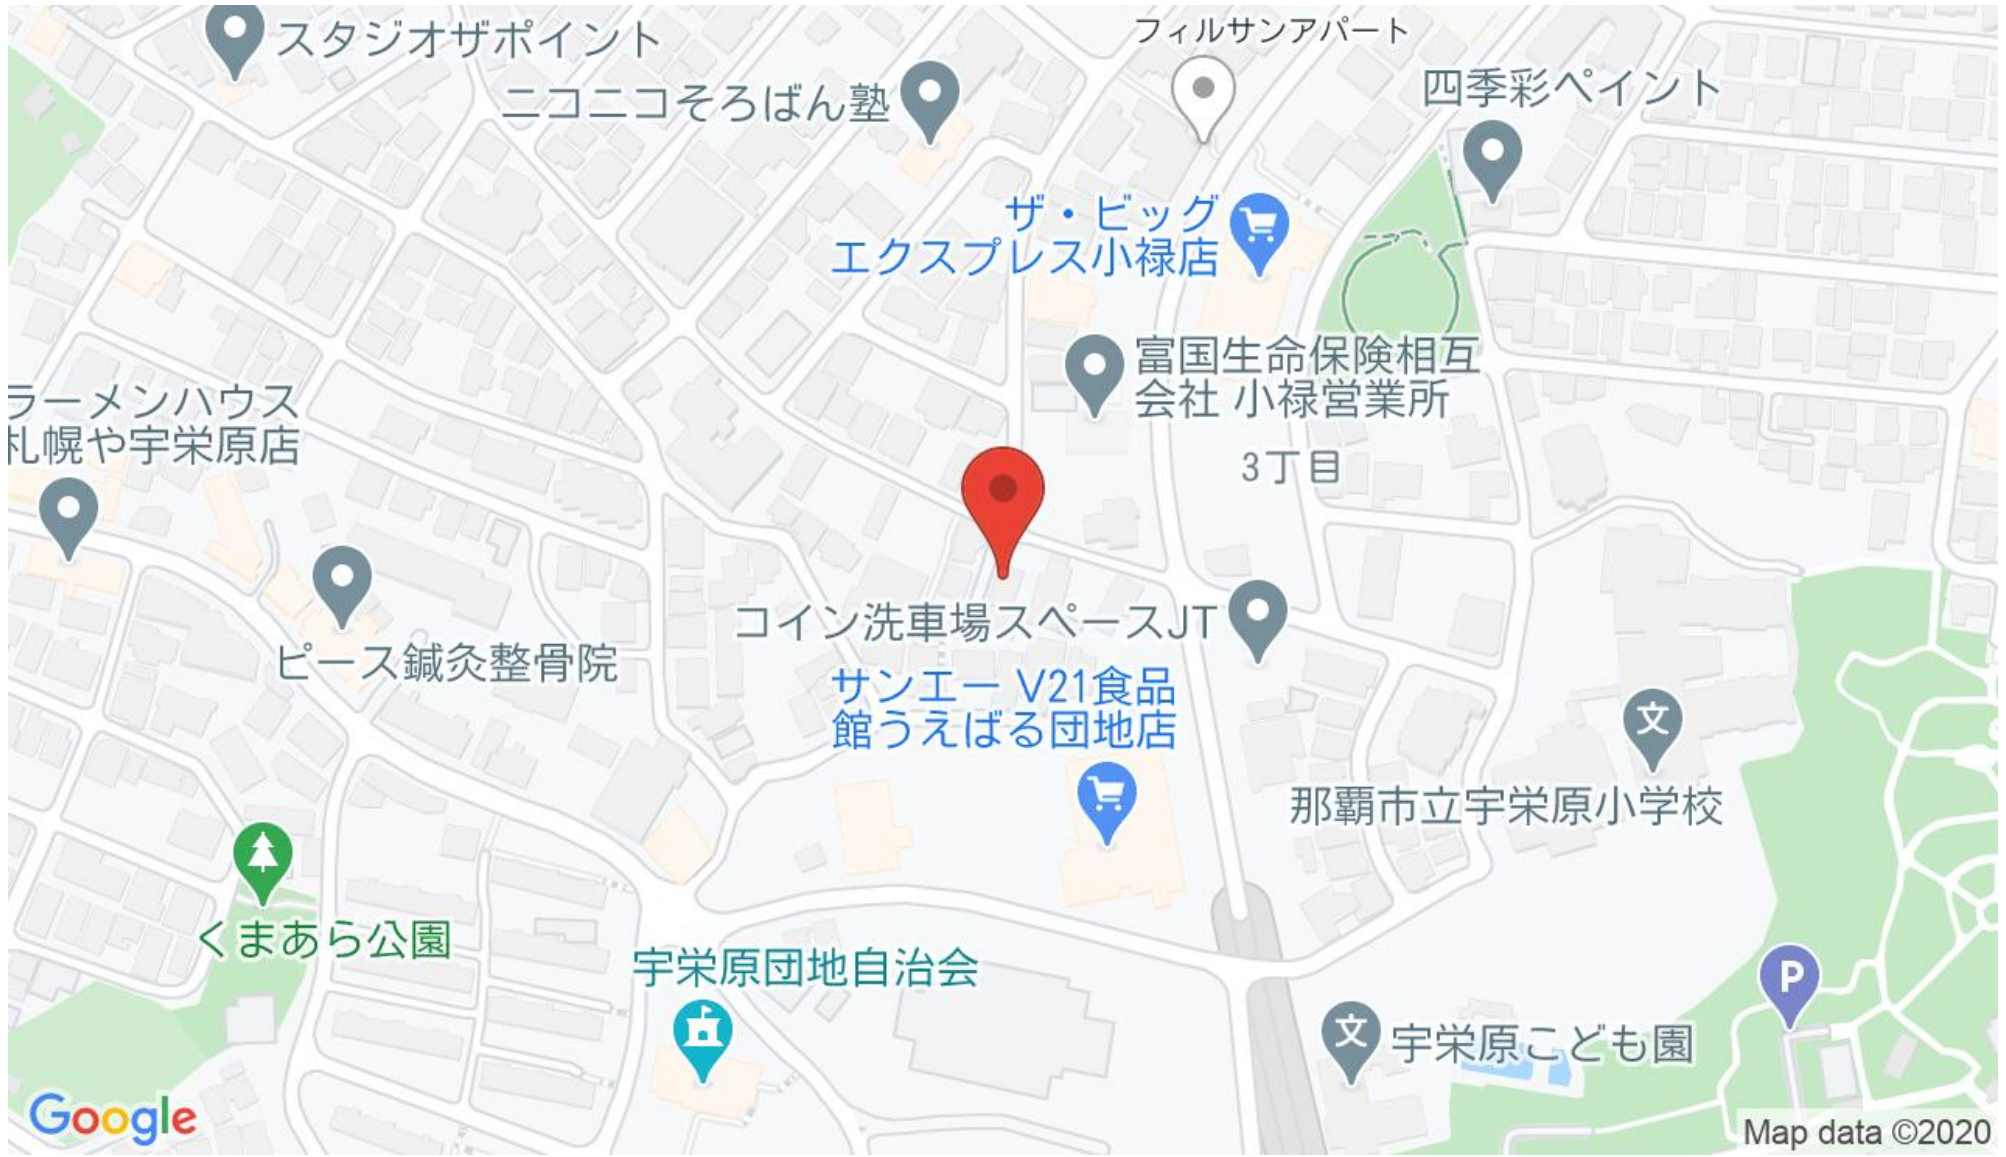 スタジオザポイント
フィルサンアパート
ニコニコそろばん塾
四季彩ペイント
ザ・ビッグ
エクスプレス小禄店
富国生命保険相互
会社 小禄営業所
ラーメンハウス
札幌や宇栄原店
3丁目
コイン洗車場スペースJT
ピース鍼灸整骨院
サンエー V21食品
館うえばる団地店
文
那覇市立宇栄原小学校
くまあら公園
宇栄原団地自治会
P
文
宇栄原こども園
Google
Map data ©2020